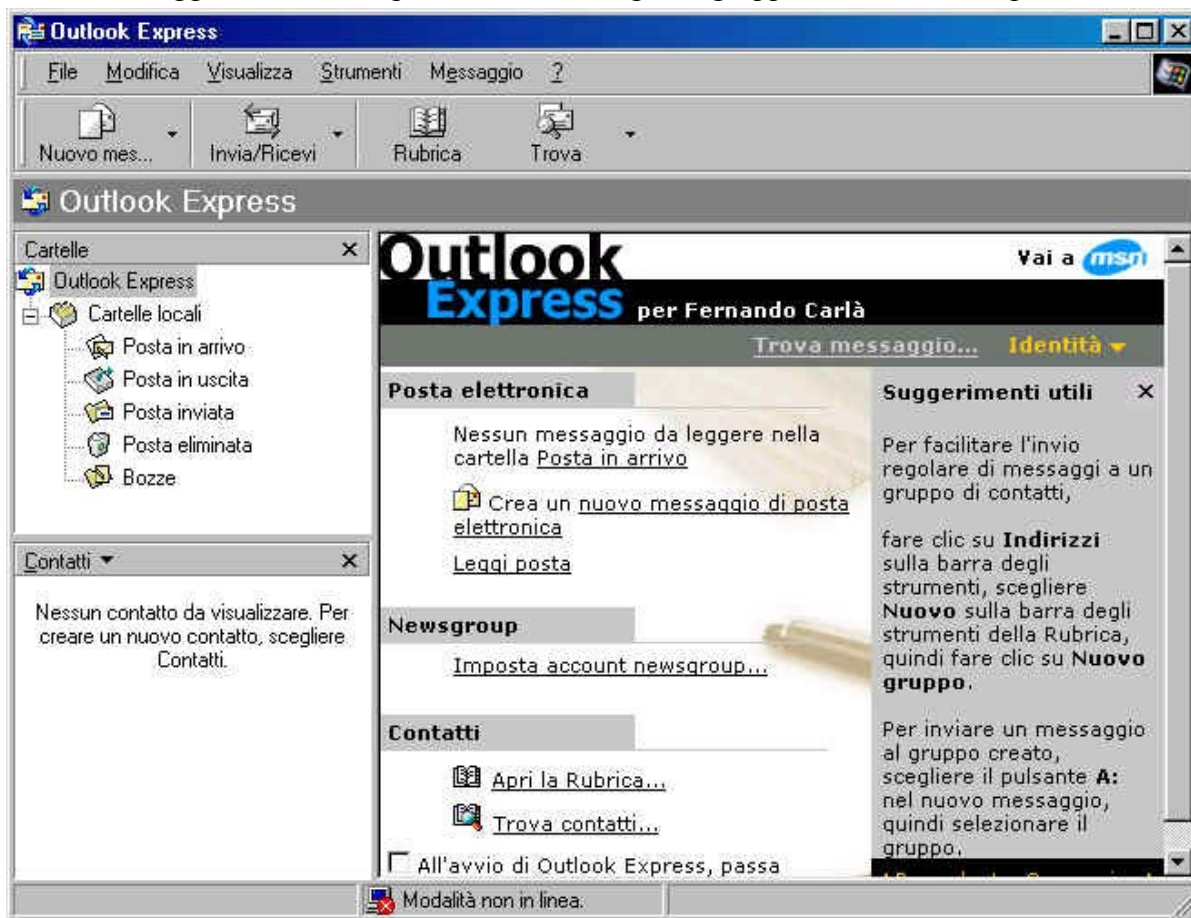 Outlook Express
File Modifica Visualizza Strumenti Messaggio ?
Nuovo mes... Invia/Ricevi Rubrica Trova
Outlook Express
Cartelle
Outlook Express
Cartelle locali
Posta in arrivo
Posta in uscita
Posta inviata
Posta eliminata
Bozze
Contatti
Nessun contatto da visualizzare. Per
creare un nuovo contatto, scegliere
Contatti.
Outlook
Express per Fernando Carlà
Vai a msn
Trova messaggio... Identità
Posta elettronica
Nessun messaggio da leggere nella
cartella Posta in arrivo
Crea un nuovo messaggio di posta
elettronica
Leggi posta
Newsgroup
Imposta account newsgroup...
Contatti
Apri la Rubrica...
Trova contatti...
All'avvio di Outlook Express, passa
Suggerimenti utili
Per facilitare l'invio
regolare di messaggi a un
gruppo di contatti,
fare clic su Indirizzi
sulla barra degli
strumenti, scegliere
Nuovo sulla barra degli
strumenti della Rubrica,
quindi fare clic su Nuovo
gruppo.
Per inviare un messaggio
al gruppo creato,
scegliere il pulsante A:
nel nuovo messaggio,
quindi selezionare il
gruppo.
Modalità non in linea.